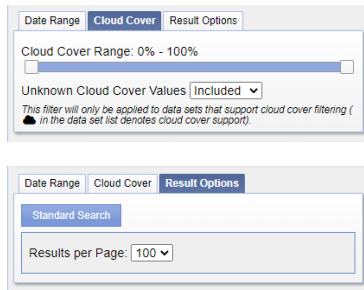 Date Range Cloud Cover Result Options
Cloud Cover Range: 0% - 100%
Unknown Cloud Cover Values Included
This filter will only be applied to data sets that support cloud cover filtering (
in the data set list denotes cloud cover support).
Date Range Cloud Cover Result Options
Standard Search
Results per Page: 100